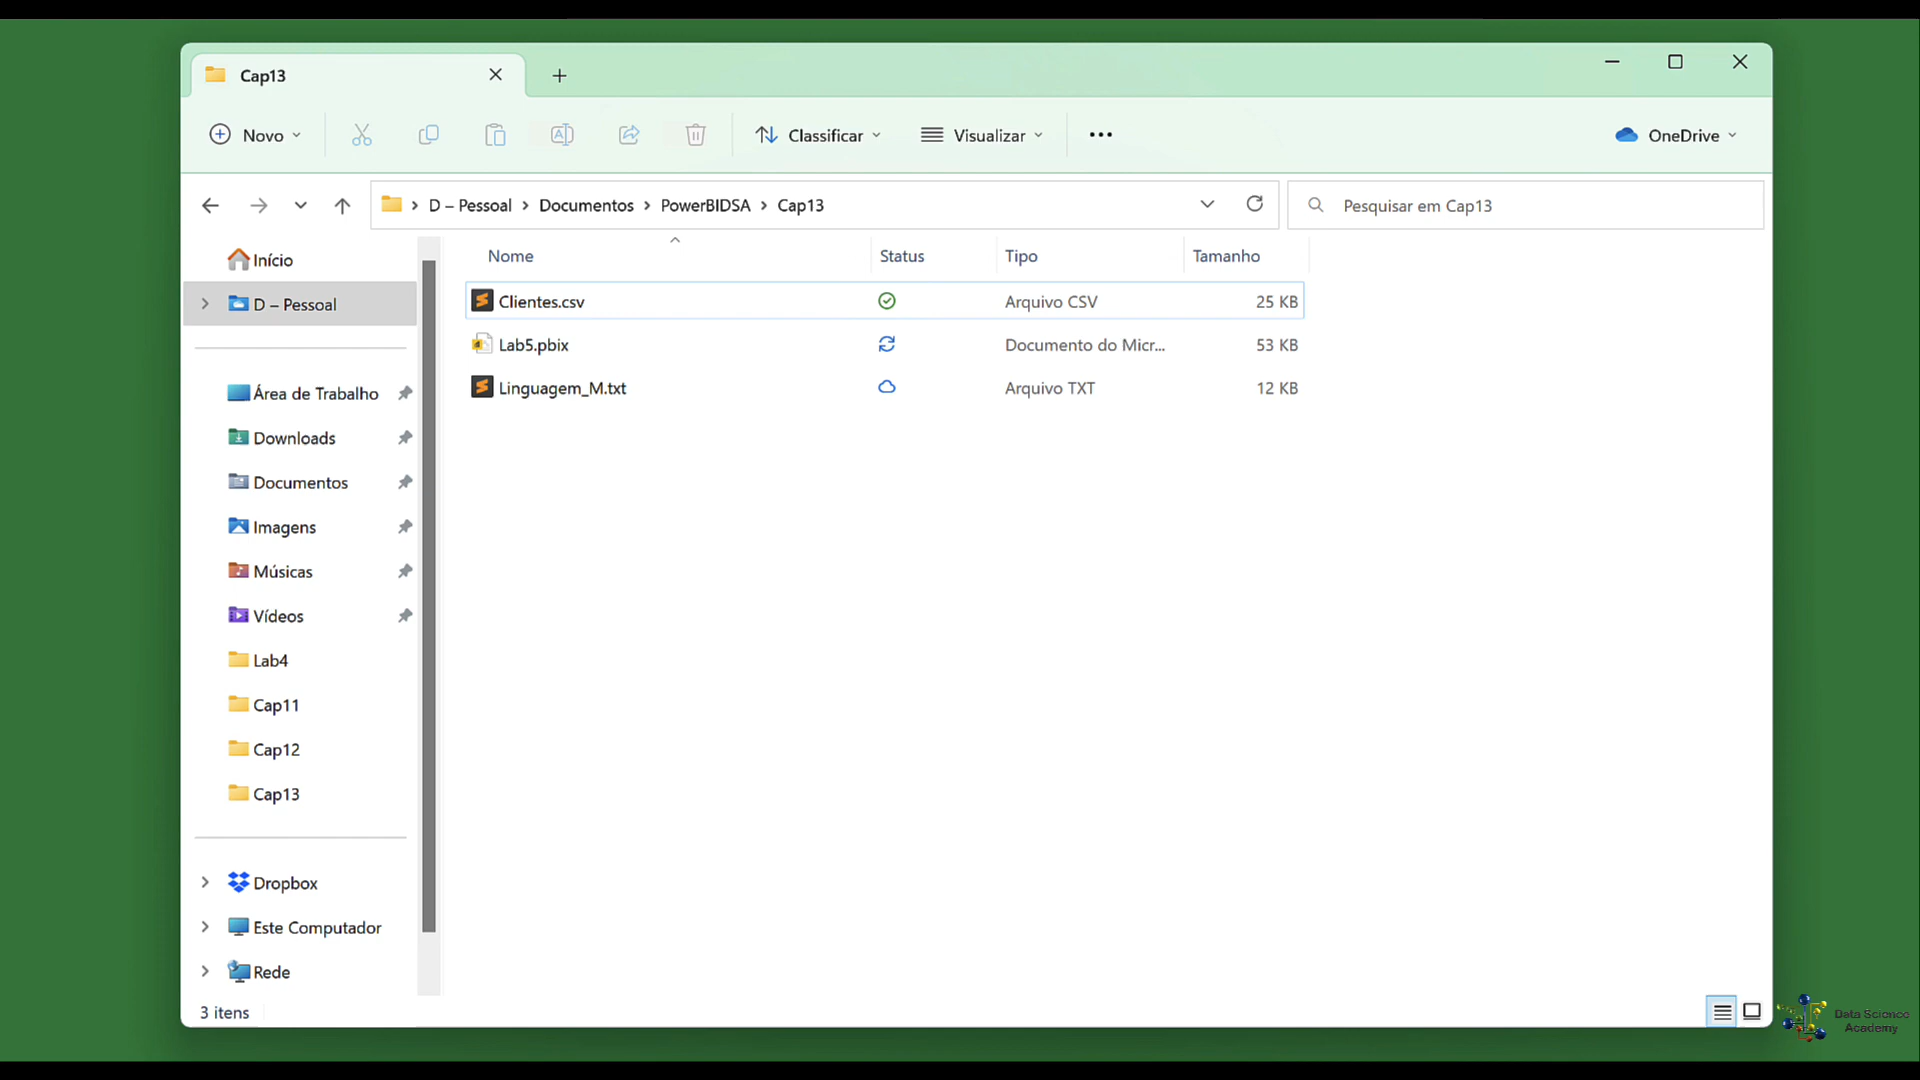 Cap13
Novo
Classificar
Visualizar
OneDrive
D – Pessoal > Documentos > PowerBIDSA > Cap13
Pesquisar em Cap13
Nome Status Tipo Tamanho
Clientes.csv Arquivo CSV 25 KB
Lab5.pbix Documento do Micr... 53 KB
Linguagem_M.txt Arquivo TXT 12 KB
Início
D – Pessoal
Área de Trabalho
Downloads
Documentos
Imagens
Músicas
Vídeos
Lab4
Cap11
Cap12
Cap13
Dropbox
Este Computador
Rede
3 itens
Data Science
Academy